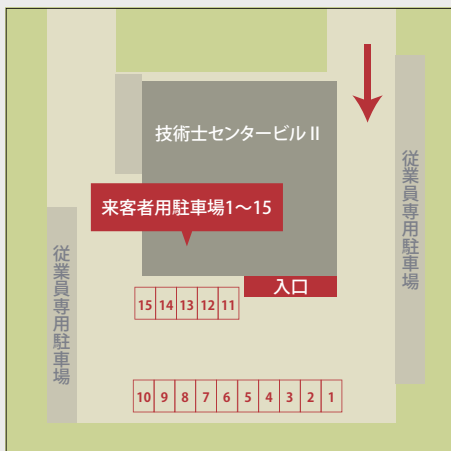 技術士センタービル II
来客者用駐車場1〜15
従業員専用駐車場
従業員専用駐車場
入口
15 14 13 12 11
10 9 8 7 6 5 4 3 2 1